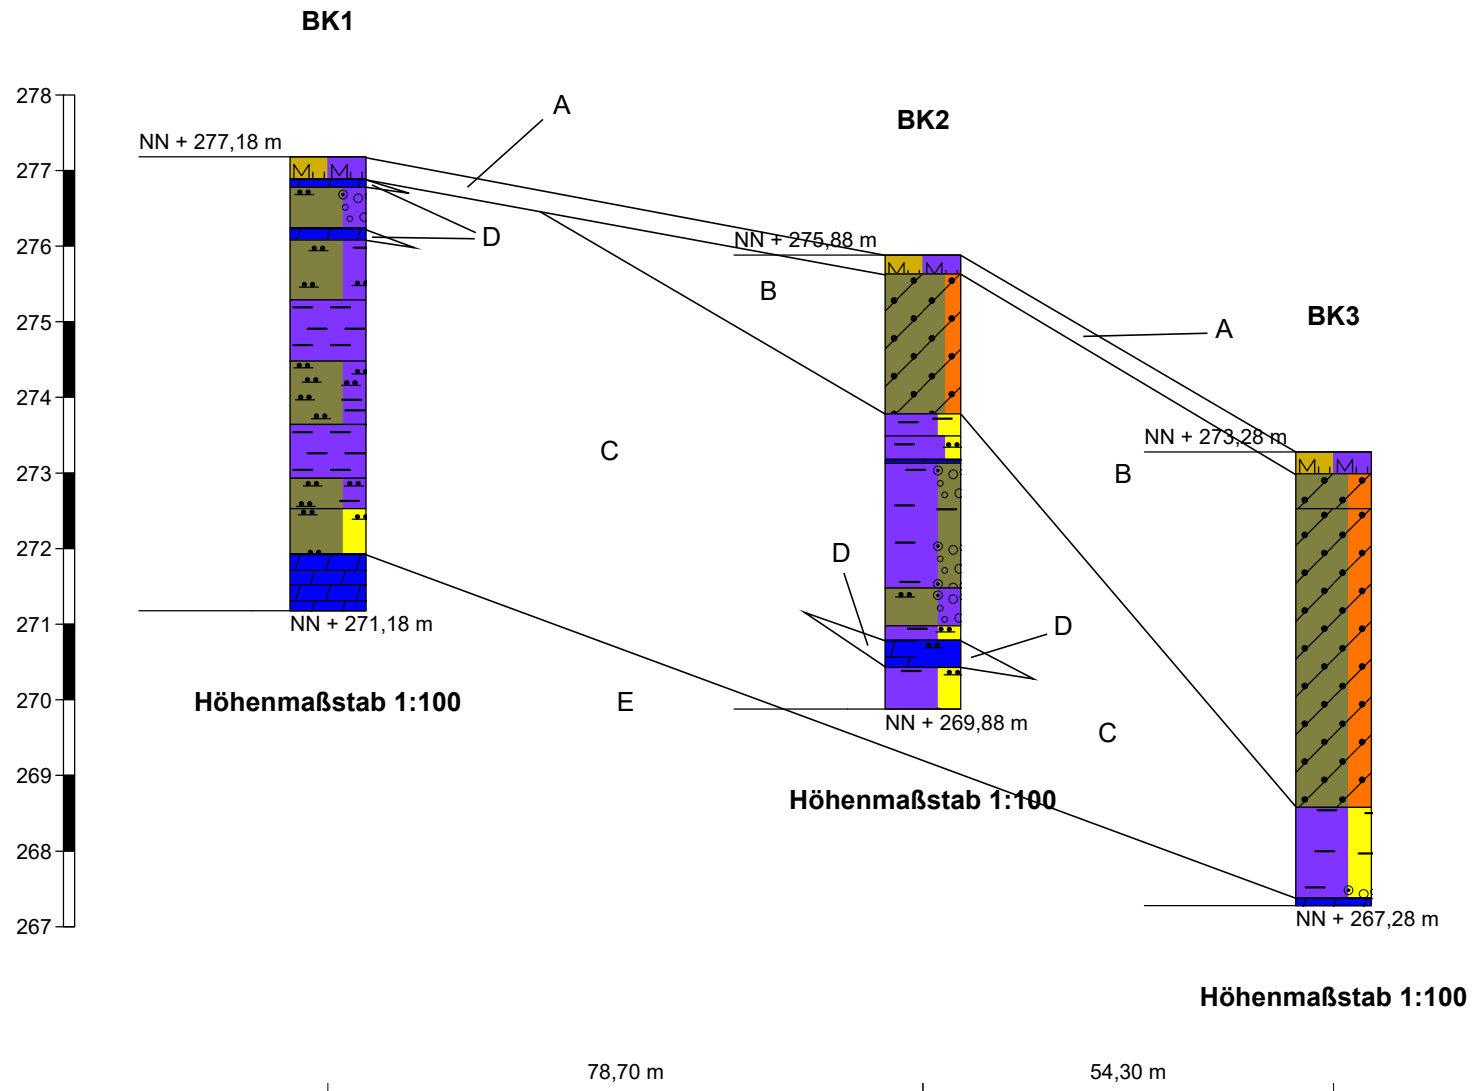 BK1
278
A
BK2
NN + 277,18 m
277
D
276
NN + 275,88 m
B
275
A
BK3
274
NN + 273,28 m
C
273
B
272
D
271
NN + 271,18 m
D
Höhenmaßstab 1:100
270
E
NN + 269,88 m
C
269
Höhenmaßstab 1:100
268
267
NN + 267,28 m
Höhenmaßstab 1:100
78,70 m
54,30 m